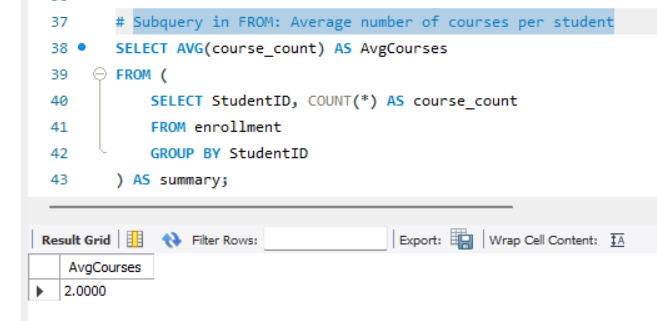 37 # Subquery in FROM: Average number of courses per student
38 SELECT AVG(course_count) AS AvgCourses
39 FROM (
40 SELECT StudentID, COUNT(*) AS course_count
41 FROM enrollment
42 GROUP BY StudentID
43 ) AS summary;
Result Grid Filter Rows: Export: Wrap Cell Content: IA
AvgCourses
2.0000